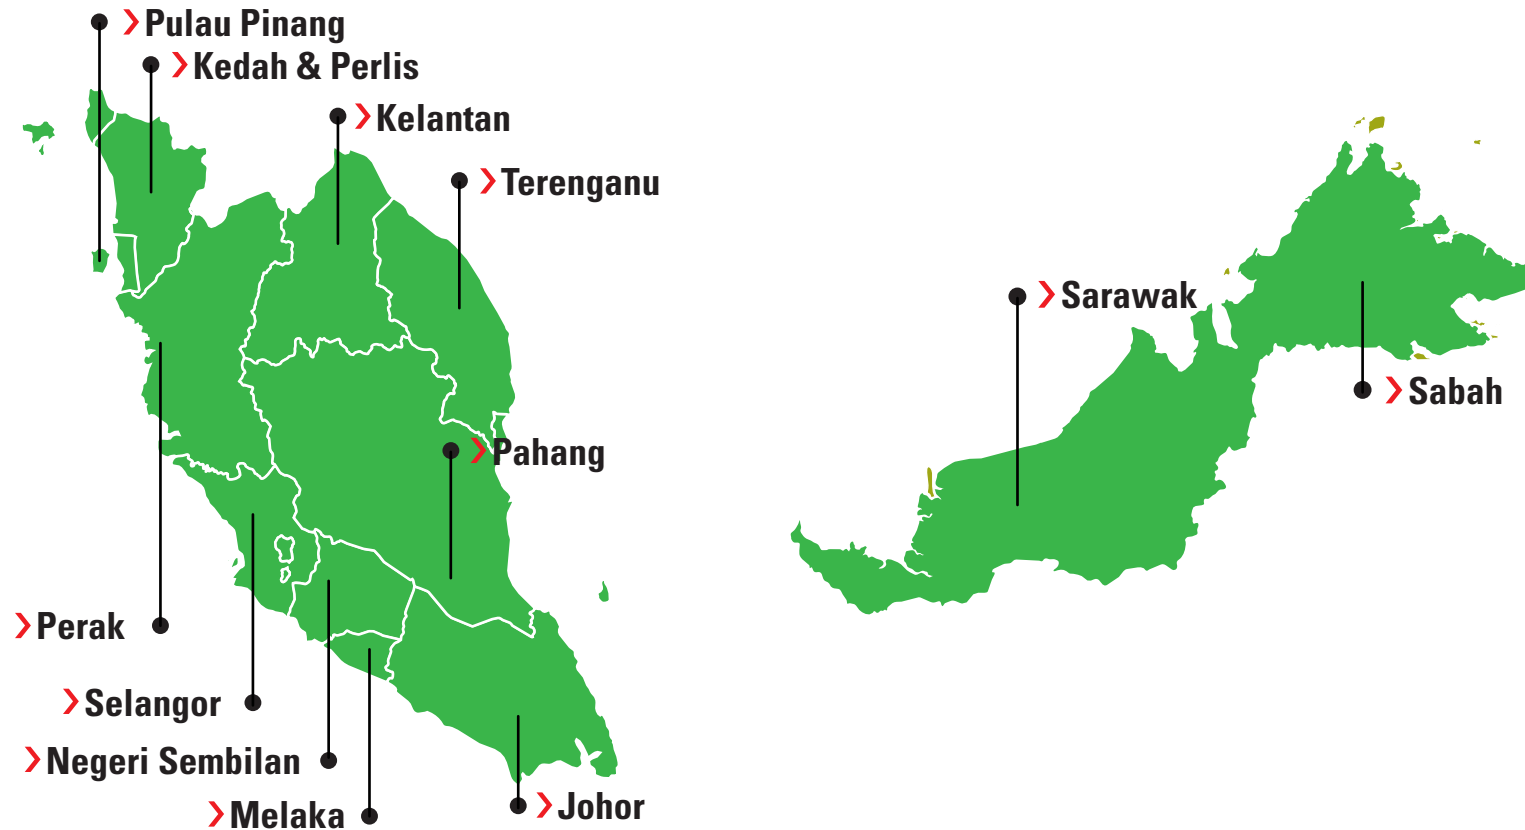 Pulau Pinang
Kedah & Perlis
Kelantan
Terenganu
Sarawak
Sabah
Pahang
Perak
Selangor
Negeri Sembilan
Melaka
Johor